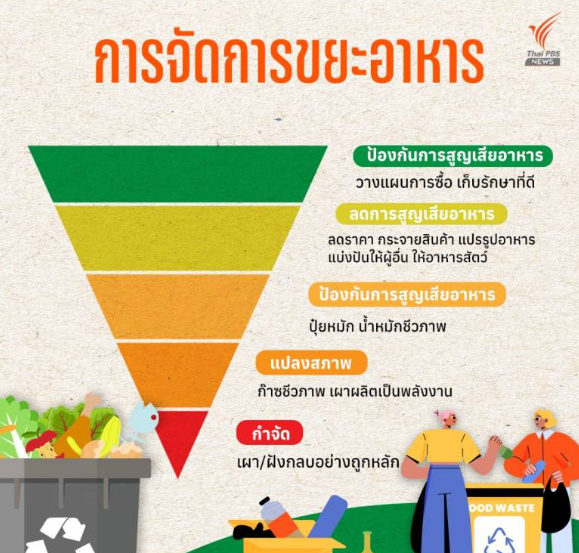 การจัดการขยะอาหาร
Thai PBS
NEWS
ป้องกันการสูญเสียอาหาร
วางแผนการซื้อ เก็บรักษาที่ดี
ลดการสูญเสียอาหาร
ลดราคา กระจายสินค้า แปรรูปอาหาร
แบ่งปันให้ผู้อื่น ให้อาหารสัตว์
ป้องกันการสูญเสียอาหาร
ปุ๋ยหมัก น้ำหมักชีวภาพ
แปลงสภาพ
ก๊าซชีวภาพ เผาผลิตเป็นพลังงาน
กำจัด
เผา/ฝังกลบอย่างถูกหลัก
OOD WASTE